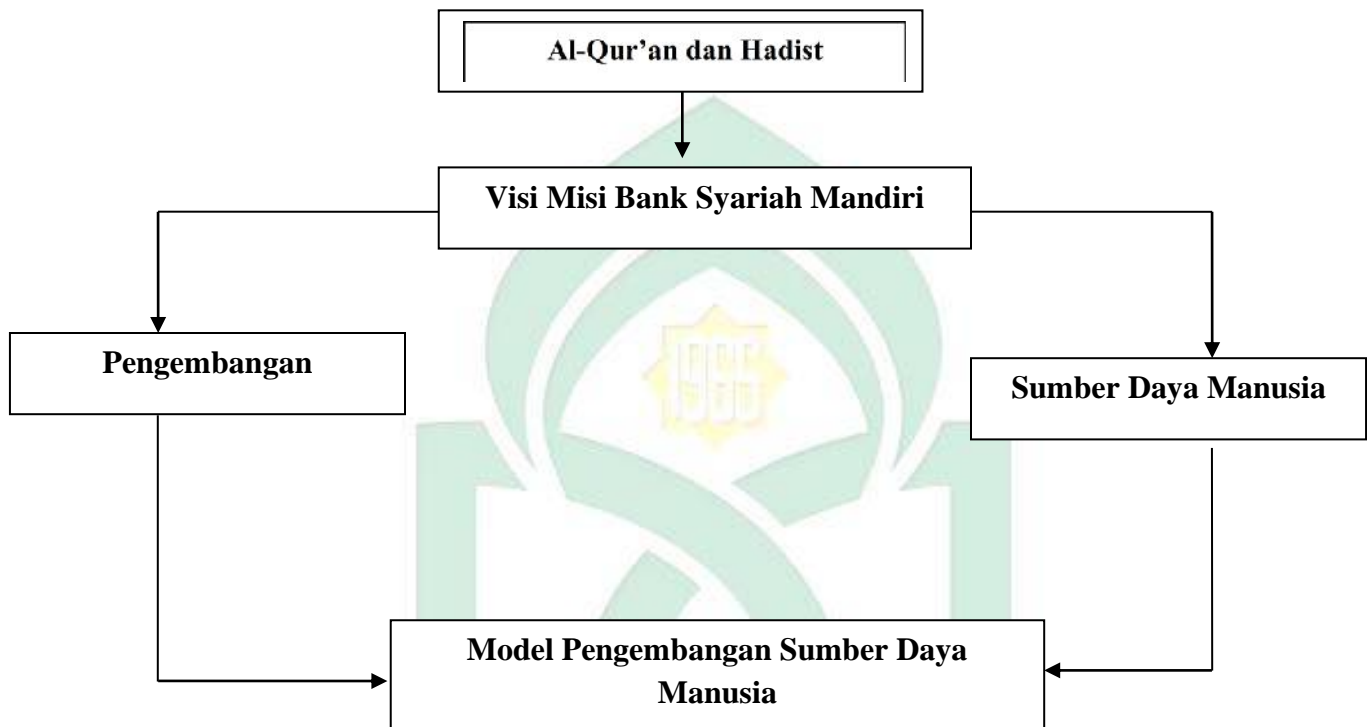 Al-Qur’an dan Hadist
Visi Misi Bank Syariah Mandiri
1965
Pengembangan
Sumber Daya Manusia
Model Pengembangan Sumber Daya
Manusia